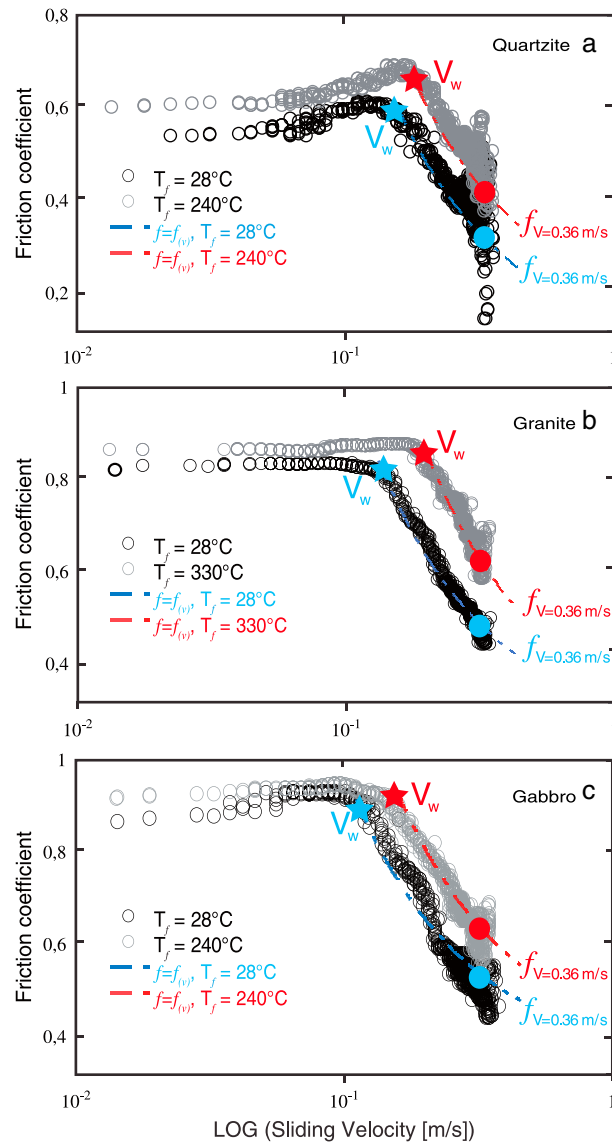 0,8
Quartzite a
V_w
0,6
V_w
T_f = 28°C
T_f = 240°C
f=f_(v), T_f = 28°C
f=f_(v), T_f = 240°C
0,4
0,2
f_V=0.36 m/s
f_V=0.36 m/s
Friction coefficient
10^-2 10^-1 1
1
Granite b
V_w
0,8
V_w
T_f = 28°C
T_f = 330°C
f=f_(v), T_f = 28°C
f=f_(v), T_f = 330°C
0,6
0,4
f_V=0.36 m/s
f_V=0.36 m/s
Friction coefficient
10^-2 10^-1 1
1
Gabbro c
V_w
V_w
0,8
T_f = 28°C
T_f = 240°C
f=f_(v), T_f = 28°C
f=f_(v), T_f = 240°C
0,6
0,4
f_V=0.36 m/s
f_V=0.36 m/s
Friction coefficient
10^-2 10^-1 1
LOG (Sliding Velocity [m/s])